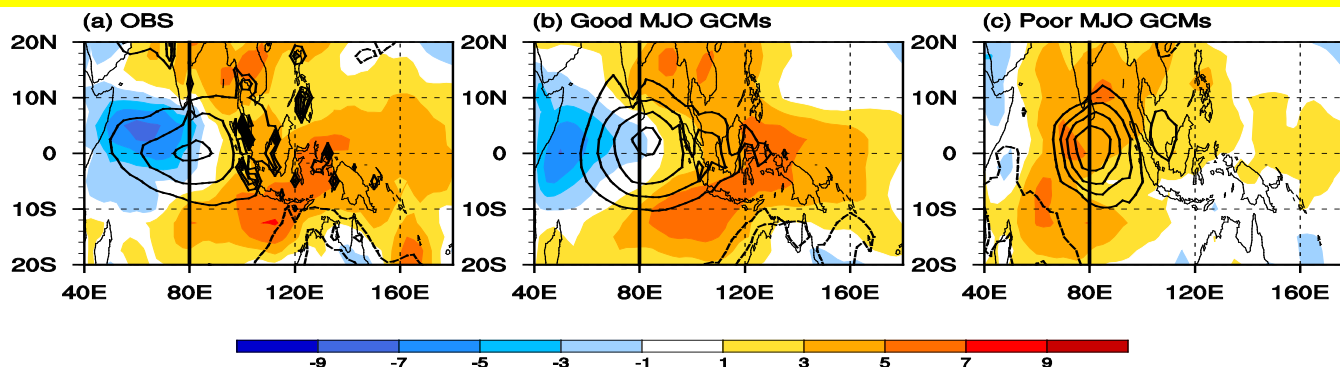 (a) OBS (b) Good MJO GCMs (c) Poor MJO GCMs
20N 20N 20N
10N 10N 10N
0 0 0
10S 10S 10S
20S 20S 20S
40E 80E 120E 160E 40E 80E 120E 160E 40E 80E 120E 160E
-9 -7 -5 -3 -1 1 3 5 7 9